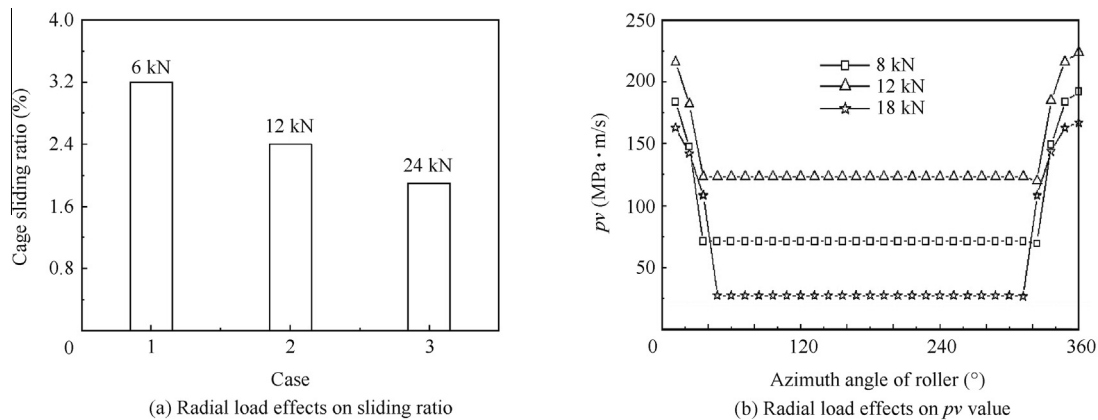 4.0
3.2
2.4
1.6
0.8
0
Cage sliding ratio (%)
6 kN
12 kN
24 kN
1 2 3
Case
(a) Radial load effects on sliding ratio
250
200
150
100
50
0 120 240 360
pv (MPa·m/s)
8 kN
12 kN
18 kN
Azimuth angle of roller (°)
(b) Radial load effects on pv value